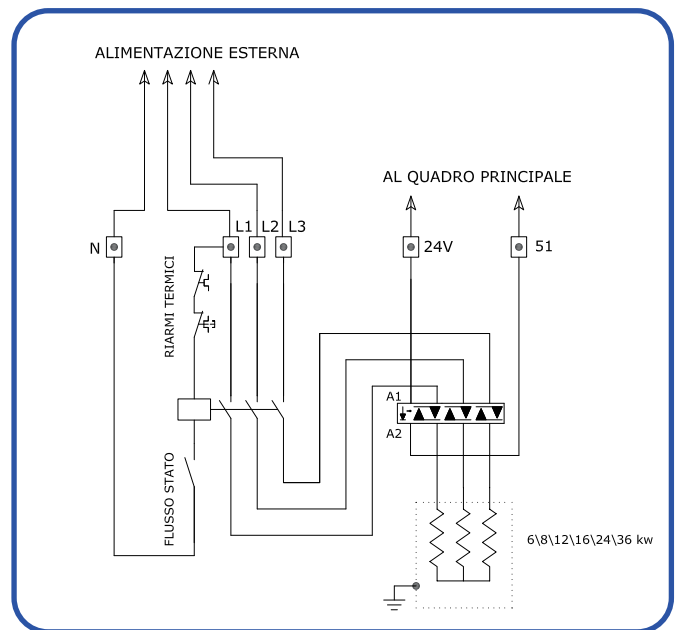 ALIMENTAZIONE ESTERNA
AL QUADRO PRINCIPALE
N
L1
L2
L3
24V
51
RIARMI TERMICI
A1
A2
FLUSSO STATO
6\8\12\16\24\36 kw